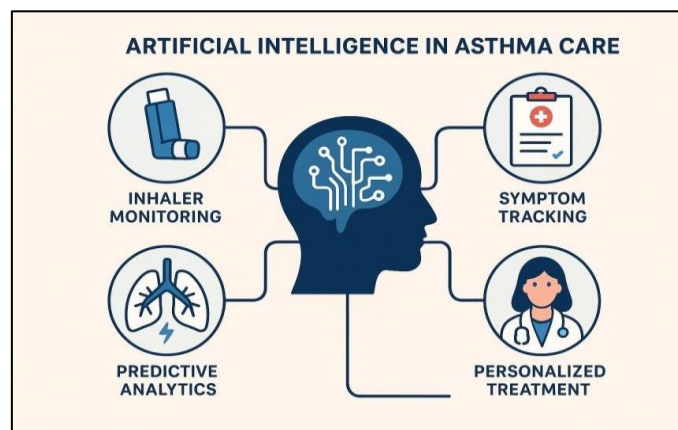 ARTIFICIAL INTELLIGENCE IN ASTHMA CARE
INHALER
MONITORING
SYMPTOM
TRACKING
PREDICTIVE
ANALYTICS
PERSONALIZED
TREATMENT